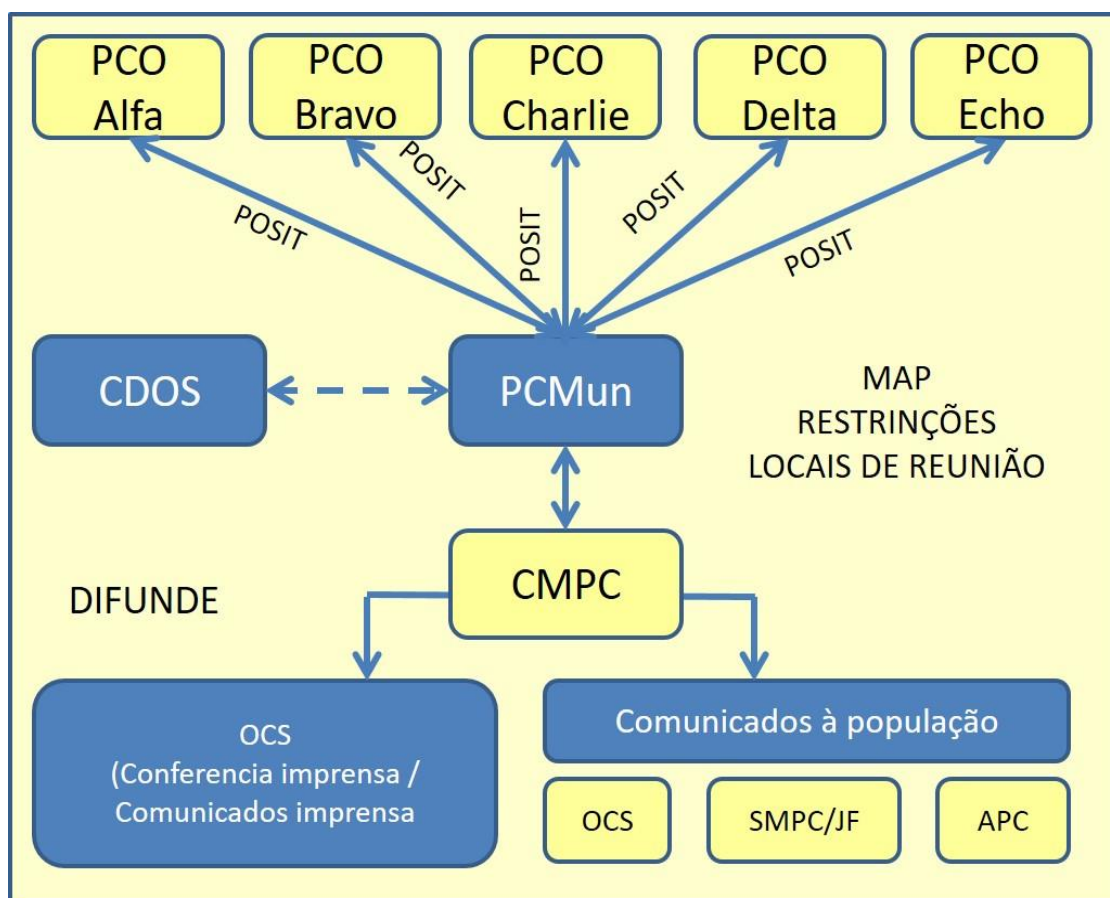 PCO
Alfa
PCO
Bravo
PCO
Charlie
PCO
Delta
PCO
Echo
POSIT
POSIT
POSIT
POSIT
POSIT
CDOS
PCMun
MAP
RESTRINÇÕES
LOCAIS DE REUNIÃO
CMPC
DIFUNDE
OCS
(Conferencia imprensa /
Comunicados imprensa
Comunicados à população
OCS
SMPC/JF
APC